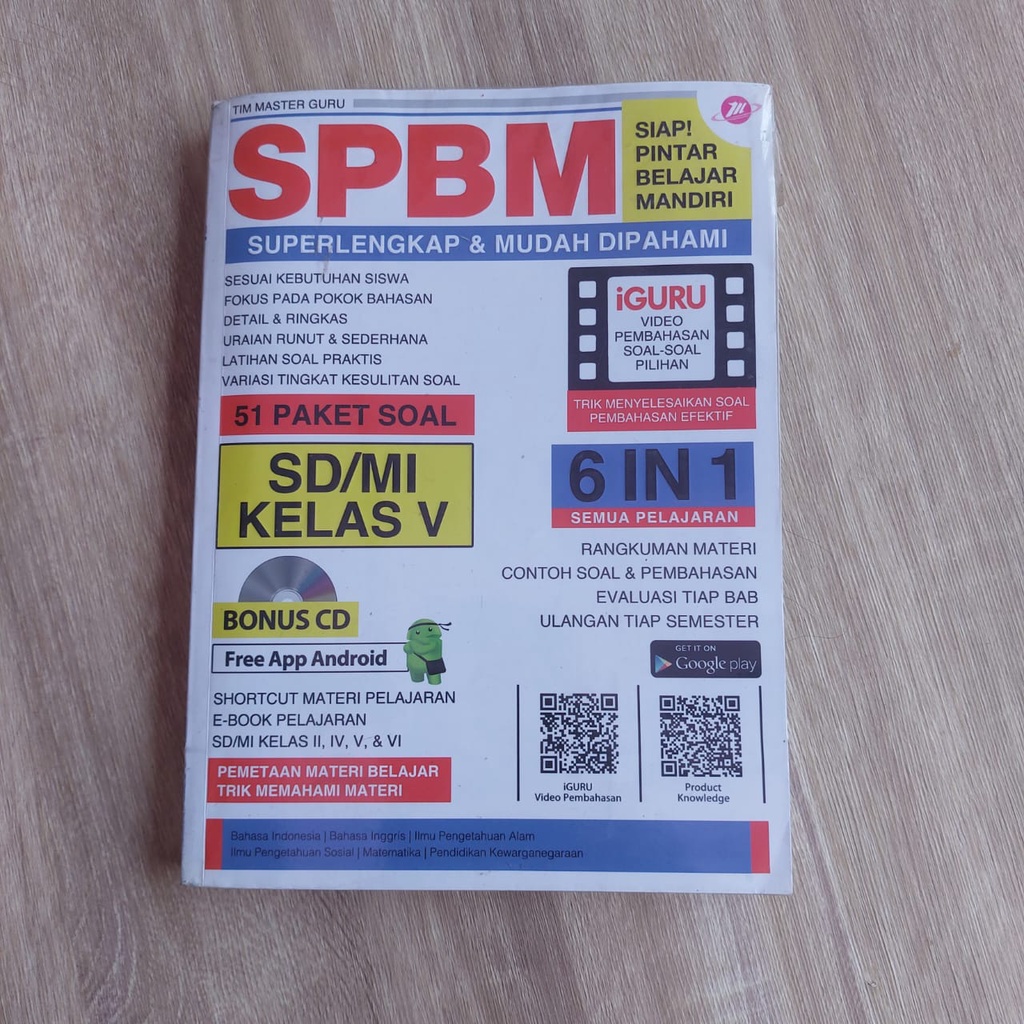 TIM MASTER GURU
SPBM
SIAP!
PINTAR
BELAJAR
MANDIRI
SUPERLENGKAP & MUDAH DIPAHAMI
SESUAI KEBUTUHAN SISWA
FOKUS PADA POKOK BAHASAN
DETAIL & RINGKAS
URAIAN RUNUT & SEDERHANA
LATIHAN SOAL PRAKTIS
VARIASI TINGKAT KESULITAN SOAL
iGURU
VIDEO
PEMBAHASAN
SOAL-SOAL
PILIHAN
TRIK MENYELESAIKAN SOAL
PEMBAHASAN EFEKTIF
51 PAKET SOAL
SD/MI
KELAS V
6 IN 1
SEMUA PELAJARAN
RANGKUMAN MATERI
CONTOH SOAL & PEMBAHASAN
EVALUASI TIAP BAB
ULANGAN TIAP SEMESTER
BONUS CD
Free App Android
GET IT ON
Google play
SHORTCUT MATERI PELAJARAN
E-BOOK PELAJARAN
SD/MI KELAS II, IV, V, & VI
PEMETAAN MATERI BELAJAR
TRIK MEMAHAMI MATERI
iGURU
Video Pembahasan
Product
Knowledge
Bahasa Indonesia | Bahasa Inggris | Ilmu Pengetahuan Alam
Ilmu Pengetahuan Sosial | Matematika | Pendidikan Kewarganegaraan